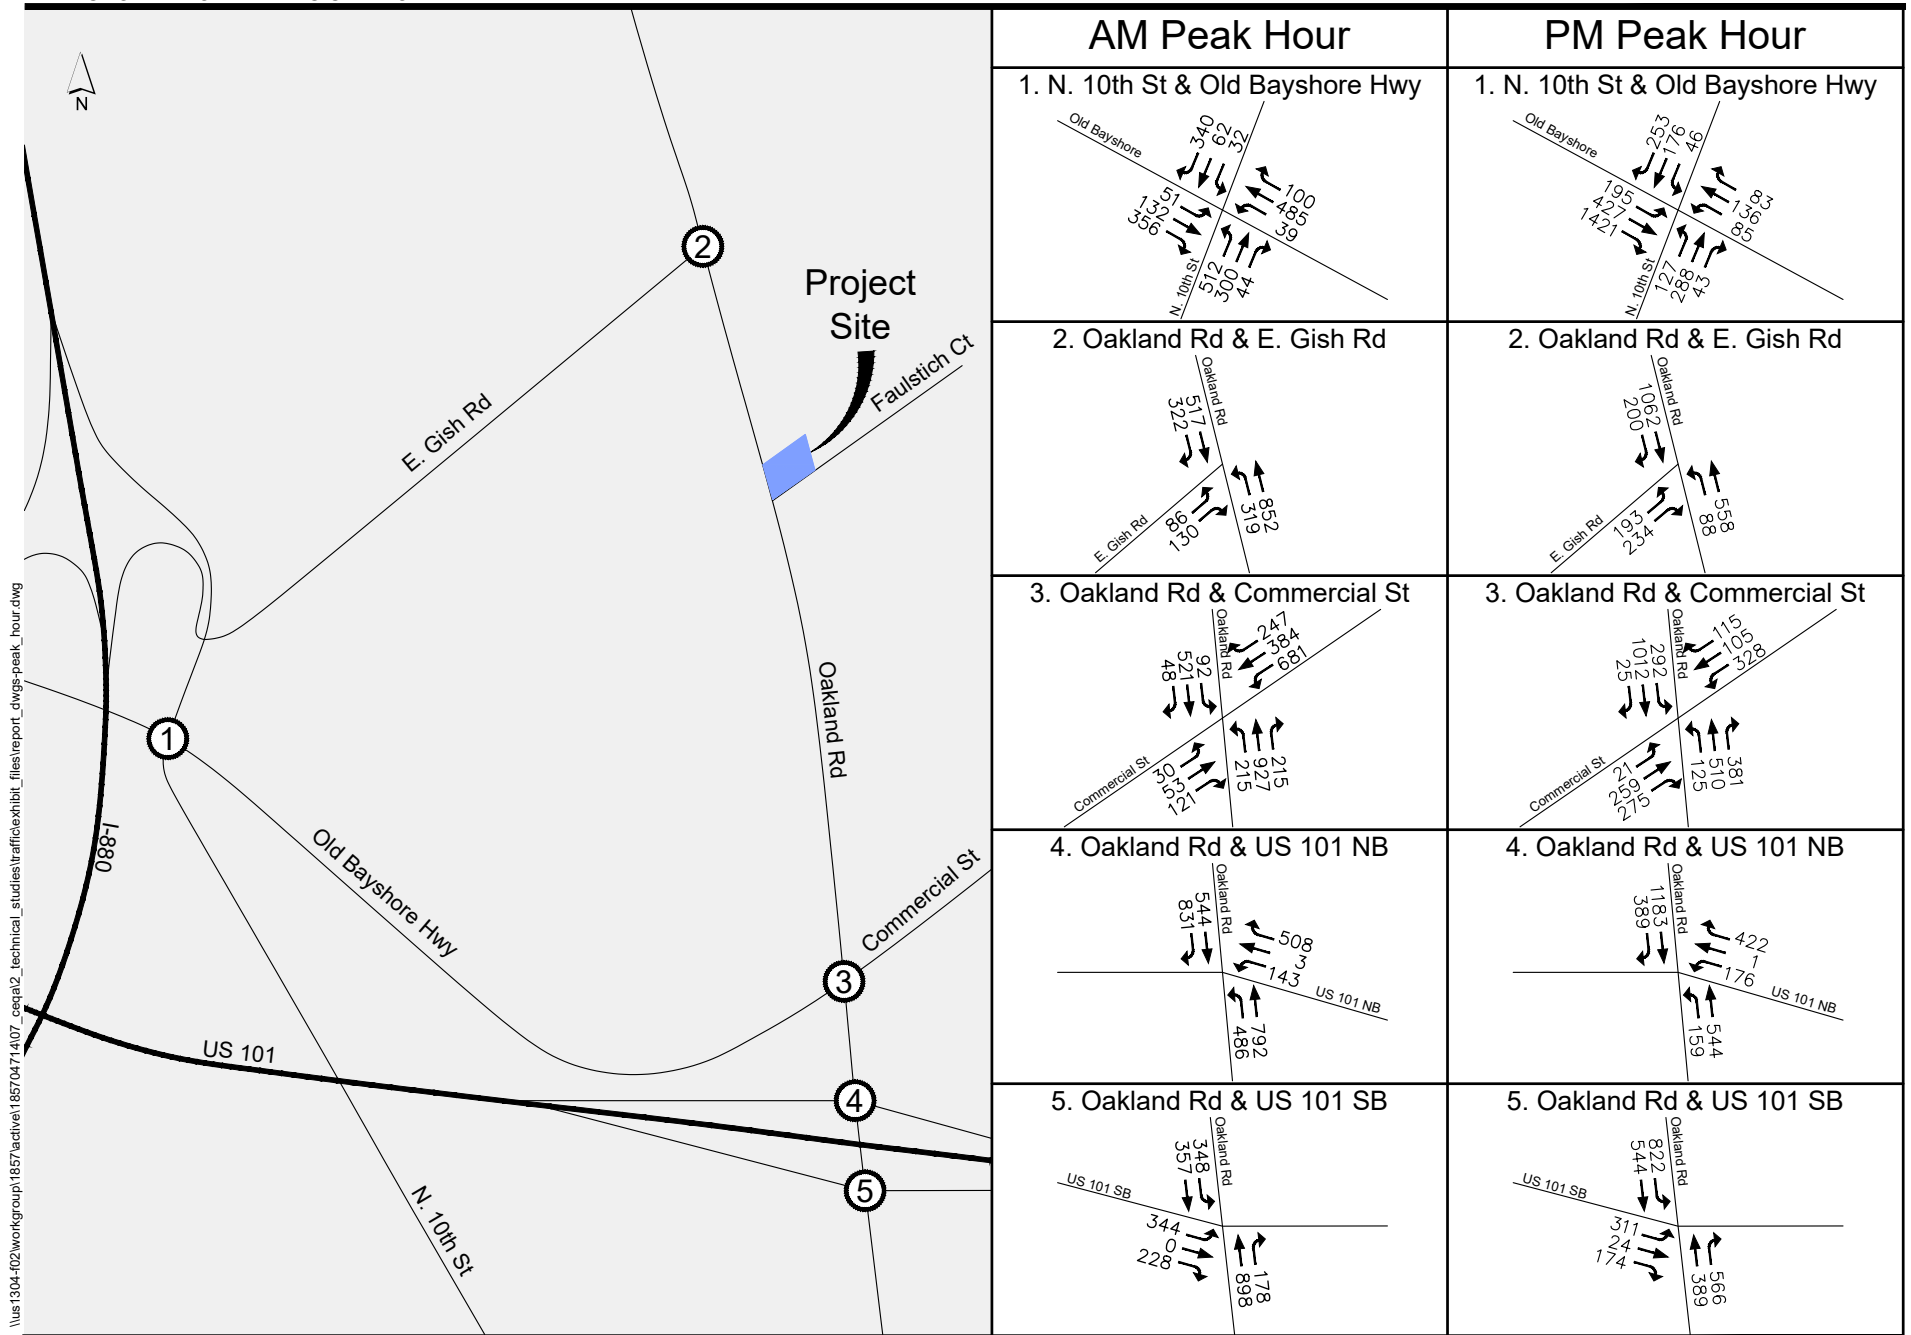 \\us1304-f02\workgroup\1857\active\185704714\07_ceqa\2_technical_studies\traffic\exhibit_files\report_dwgs-peak_hour.dwg
N
2
Project
Site
Faulstich Ct
E. Gish Rd
Oakland Rd
1
I-880
Old Bayshore Hwy
Commercial St
3
US 101
4
5
N. 10th St
AM Peak Hour
1. N. 10th St & Old Bayshore Hwy
Old Bayshore
340
62
32
51
132
356
100
485
39
N. 10th St
512
300
44
2. Oakland Rd & E. Gish Rd
Oakland Rd
322
517
E. Gish Rd
86
130
319
852
3. Oakland Rd & Commercial St
Oakland Rd
48
521
92
247
384
681
Commercial St
30
53
121
215
927
215
4. Oakland Rd & US 101 NB
Oakland Rd
831
544
508
3
143
US 101 NB
486
792
5. Oakland Rd & US 101 SB
Oakland Rd
357
348
US 101 SB
344
0
228
898
178
PM Peak Hour
1. N. 10th St & Old Bayshore Hwy
Old Bayshore
253
176
46
195
427
1421
83
136
85
N. 10th St
127
288
43
2. Oakland Rd & E. Gish Rd
Oakland Rd
200
1062
E. Gish Rd
193
234
88
558
3. Oakland Rd & Commercial St
Oakland Rd
25
1012
292
115
105
328
Commercial St
21
259
275
125
510
381
4. Oakland Rd & US 101 NB
Oakland Rd
389
1183
422
1
176
US 101 NB
159
544
5. Oakland Rd & US 101 SB
Oakland Rd
544
822
US 101 SB
311
24
174
389
566